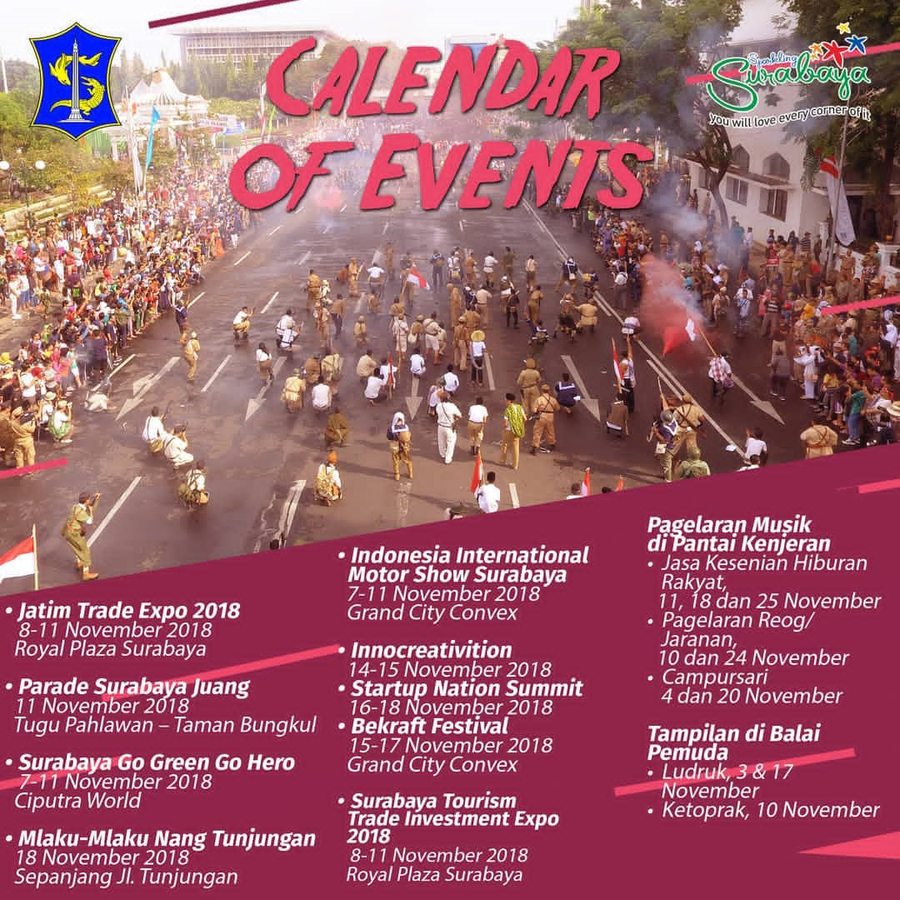 CALENDAR
OF EVENTS
Sparkling
Surabaya
you will love every corner of it
• Jatim Trade Expo 2018
8-11 November 2018
Royal Plaza Surabaya
• Parade Surabaya Juang
11 November 2018
Tugu Pahlawan – Taman Bungkul
• Surabaya Go Green Go Hero
7-11 November 2018
Ciputra World
• Mlaku-Mlaku Nang Tunjungan
18 November 2018
Sepanjang Jl. Tunjungan
• Indonesia International
Motor Show Surabaya
7-11 November 2018
Grand City Convex
• Innocreativition
14-15 November 2018
• Startup Nation Summit
16-18 November 2018
• Bekraft Festival
15-17 November 2018
Grand City Convex
• Surabaya Tourism
Trade Investment Expo
2018
8-11 November 2018
Royal Plaza Surabaya
Pagelaran Musik
di Pantai Kenjeran
• Jasa Kesenian Hiburan
Rakyat,
11, 18 dan 25 November
• Pagelaran Reog/
Jaranan,
10 dan 24 November
• Campursari
4 dan 20 November
Tampilan di Balai
Pemuda
• Ludruk, 3 & 17
November
• Ketoprak, 10 November